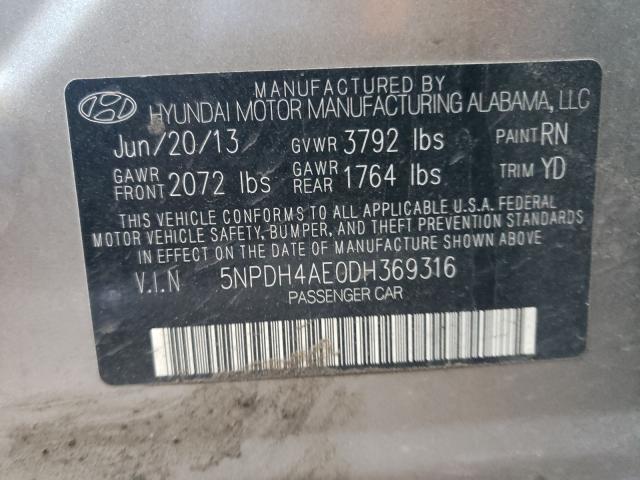 MANUFACTURED BY
HYUNDAI MOTOR MANUFACTURING ALABAMA, LLC
Jun/20/13 GVWR 3792 lbs PAINT RN
GAWR FRONT 2072 lbs GAWR REAR 1764 lbs TRIM YD
THIS VEHICLE CONFORMS TO ALL APPLICABLE U.S.A. FEDERAL
MOTOR VEHICLE SAFETY, BUMPER, AND THEFT PREVENTION STANDARDS
IN EFFECT ON THE DATE OF MANUFACTURE SHOWN ABOVE.
V.I.N 5NPDH4AE0DH369316
PASSENGER CAR